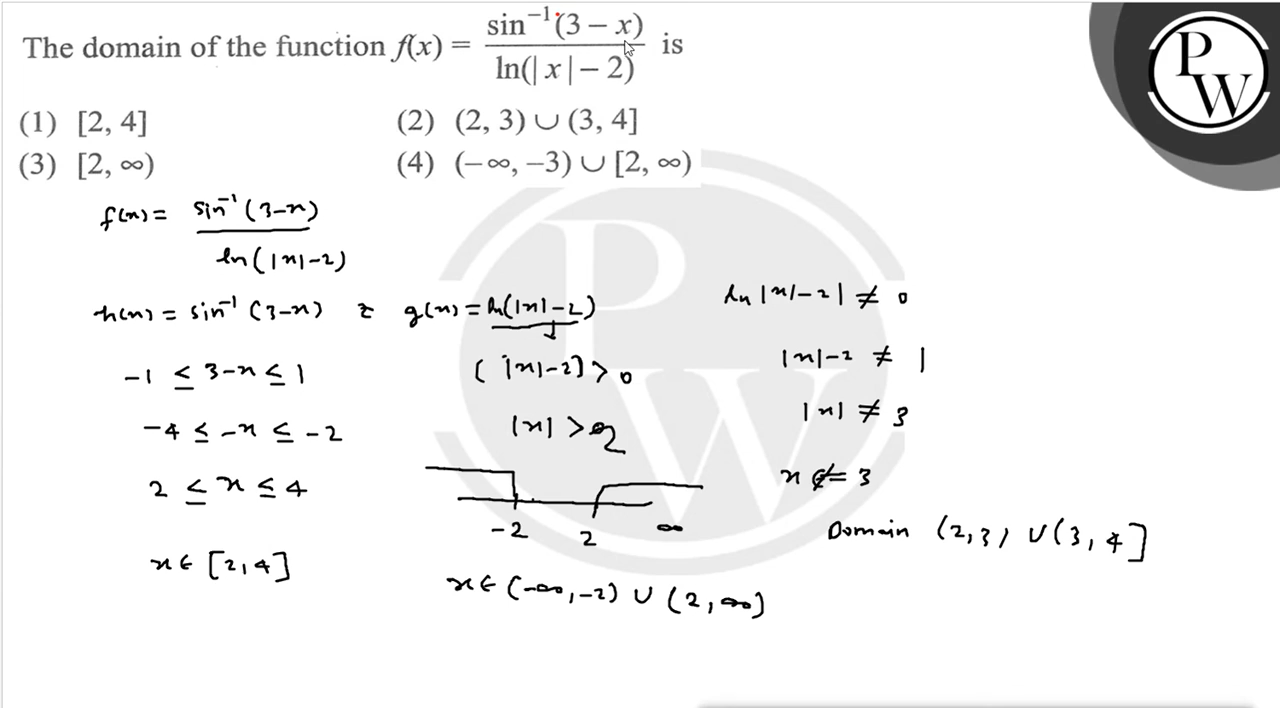 The domain of the function f(x) = sin⁻¹(3 − x) / ln(| x | − 2) is
(1) [2, 4] (2) (2, 3) ∪ (3, 4]
(3) [2, ∞) (4) (−∞, −3) ∪ [2, ∞)
P
W
f(x) = sin⁻¹(3-x) / ln(|x|-2)
h(x) = sin⁻¹(3-x) & g(x) = ln(|x|-2)
-1 ≤ 3-x ≤ 1
-4 ≤ -x ≤ -2
2 ≤ x ≤ 4
x ∈ [2,4]
(|x|-2) > 0
|x| > 2
-2 2 ∞
x ∈ (-∞,-2) ∪ (2,∞)
ln |x|-2| ≠ 0
|x|-2 ≠ 1
|x| ≠ 3
x ≠ 3
Domain (2,3) ∪ (3,4]
PW